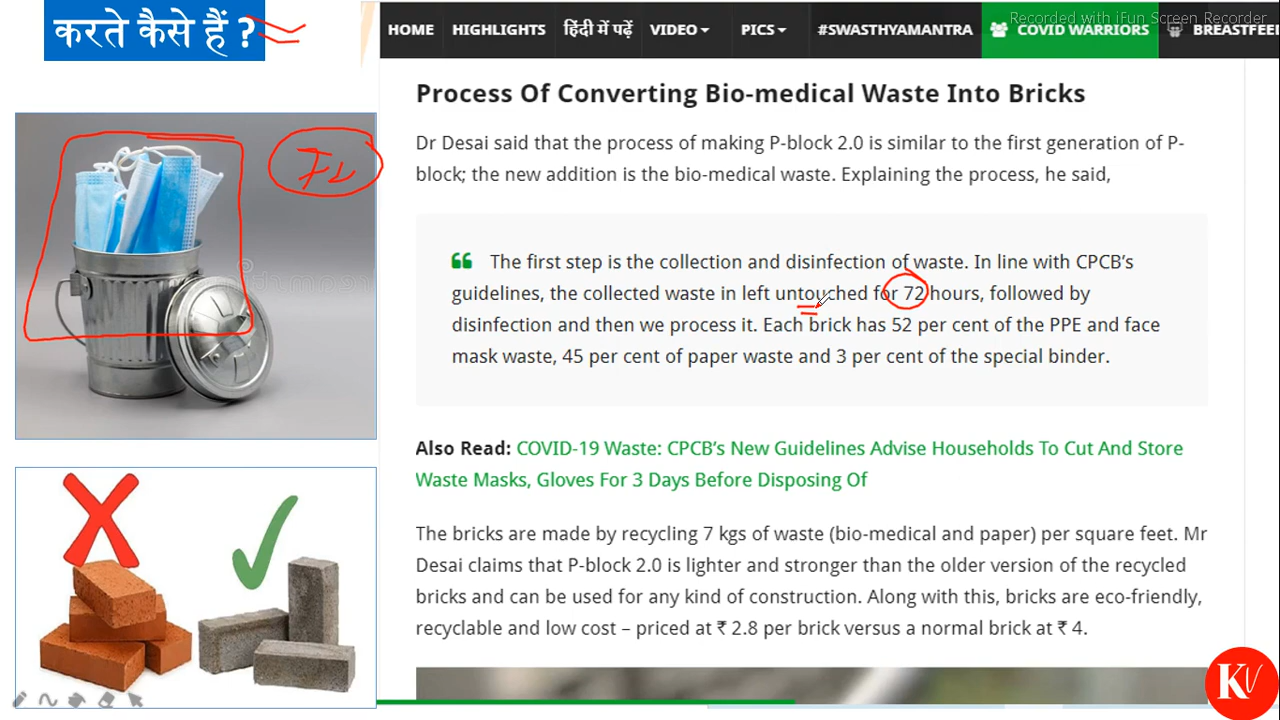 करते कैसे हैं ?
Recorded with iFun Screen Recorder
HOME HIGHLIGHTS हिंदी में पढ़ें VIDEO PICS #SWASTHYAMANTRA COVID WARRIORS BREASTFEE
Process Of Converting Bio-medical Waste Into Bricks
Dr Desai said that the process of making P-block 2.0 is similar to the first generation of P-
block; the new addition is the bio-medical waste. Explaining the process, he said,
72
The first step is the collection and disinfection of waste. In line with CPCB’s
guidelines, the collected waste in left untouched for 72 hours, followed by
disinfection and then we process it. Each brick has 52 per cent of the PPE and face
mask waste, 45 per cent of paper waste and 3 per cent of the special binder.
Also Read: COVID-19 Waste: CPCB’s New Guidelines Advise Households To Cut And Store
Waste Masks, Gloves For 3 Days Before Disposing Of
The bricks are made by recycling 7 kgs of waste (bio-medical and paper) per square feet. Mr
Desai claims that P-block 2.0 is lighter and stronger than the older version of the recycled
bricks and can be used for any kind of construction. Along with this, bricks are eco-friendly,
recyclable and low cost – priced at ₹ 2.8 per brick versus a normal brick at ₹ 4.
KV